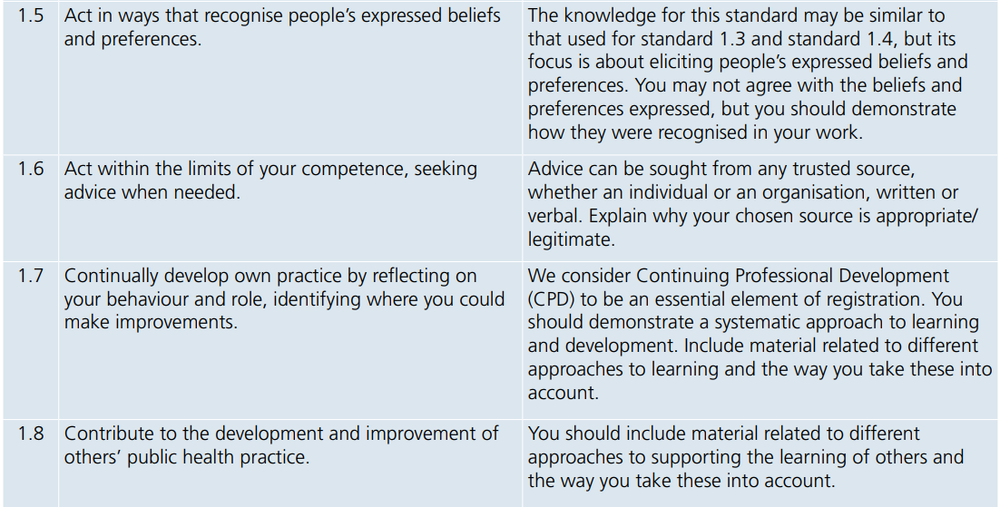 1.5 Act in ways that recognise people’s expressed beliefs
and preferences.
The knowledge for this standard may be similar to
that used for standard 1.3 and standard 1.4, but its
focus is about eliciting people’s expressed beliefs and
preferences. You may not agree with the beliefs and
preferences expressed, but you should demonstrate
how they were recognised in your work.
1.6 Act within the limits of your competence, seeking
advice when needed.
Advice can be sought from any trusted source,
whether an individual or an organisation, written or
verbal. Explain why your chosen source is appropriate/
legitimate.
1.7 Continually develop own practice by reflecting on
your behaviour and role, identifying where you could
make improvements.
We consider Continuing Professional Development
(CPD) to be an essential element of registration. You
should demonstrate a systematic approach to learning
and development. Include material related to different
approaches to learning and the way you take these into
account.
1.8 Contribute to the development and improvement of
others’ public health practice.
You should include material related to different
approaches to supporting the learning of others and
the way you take these into account.